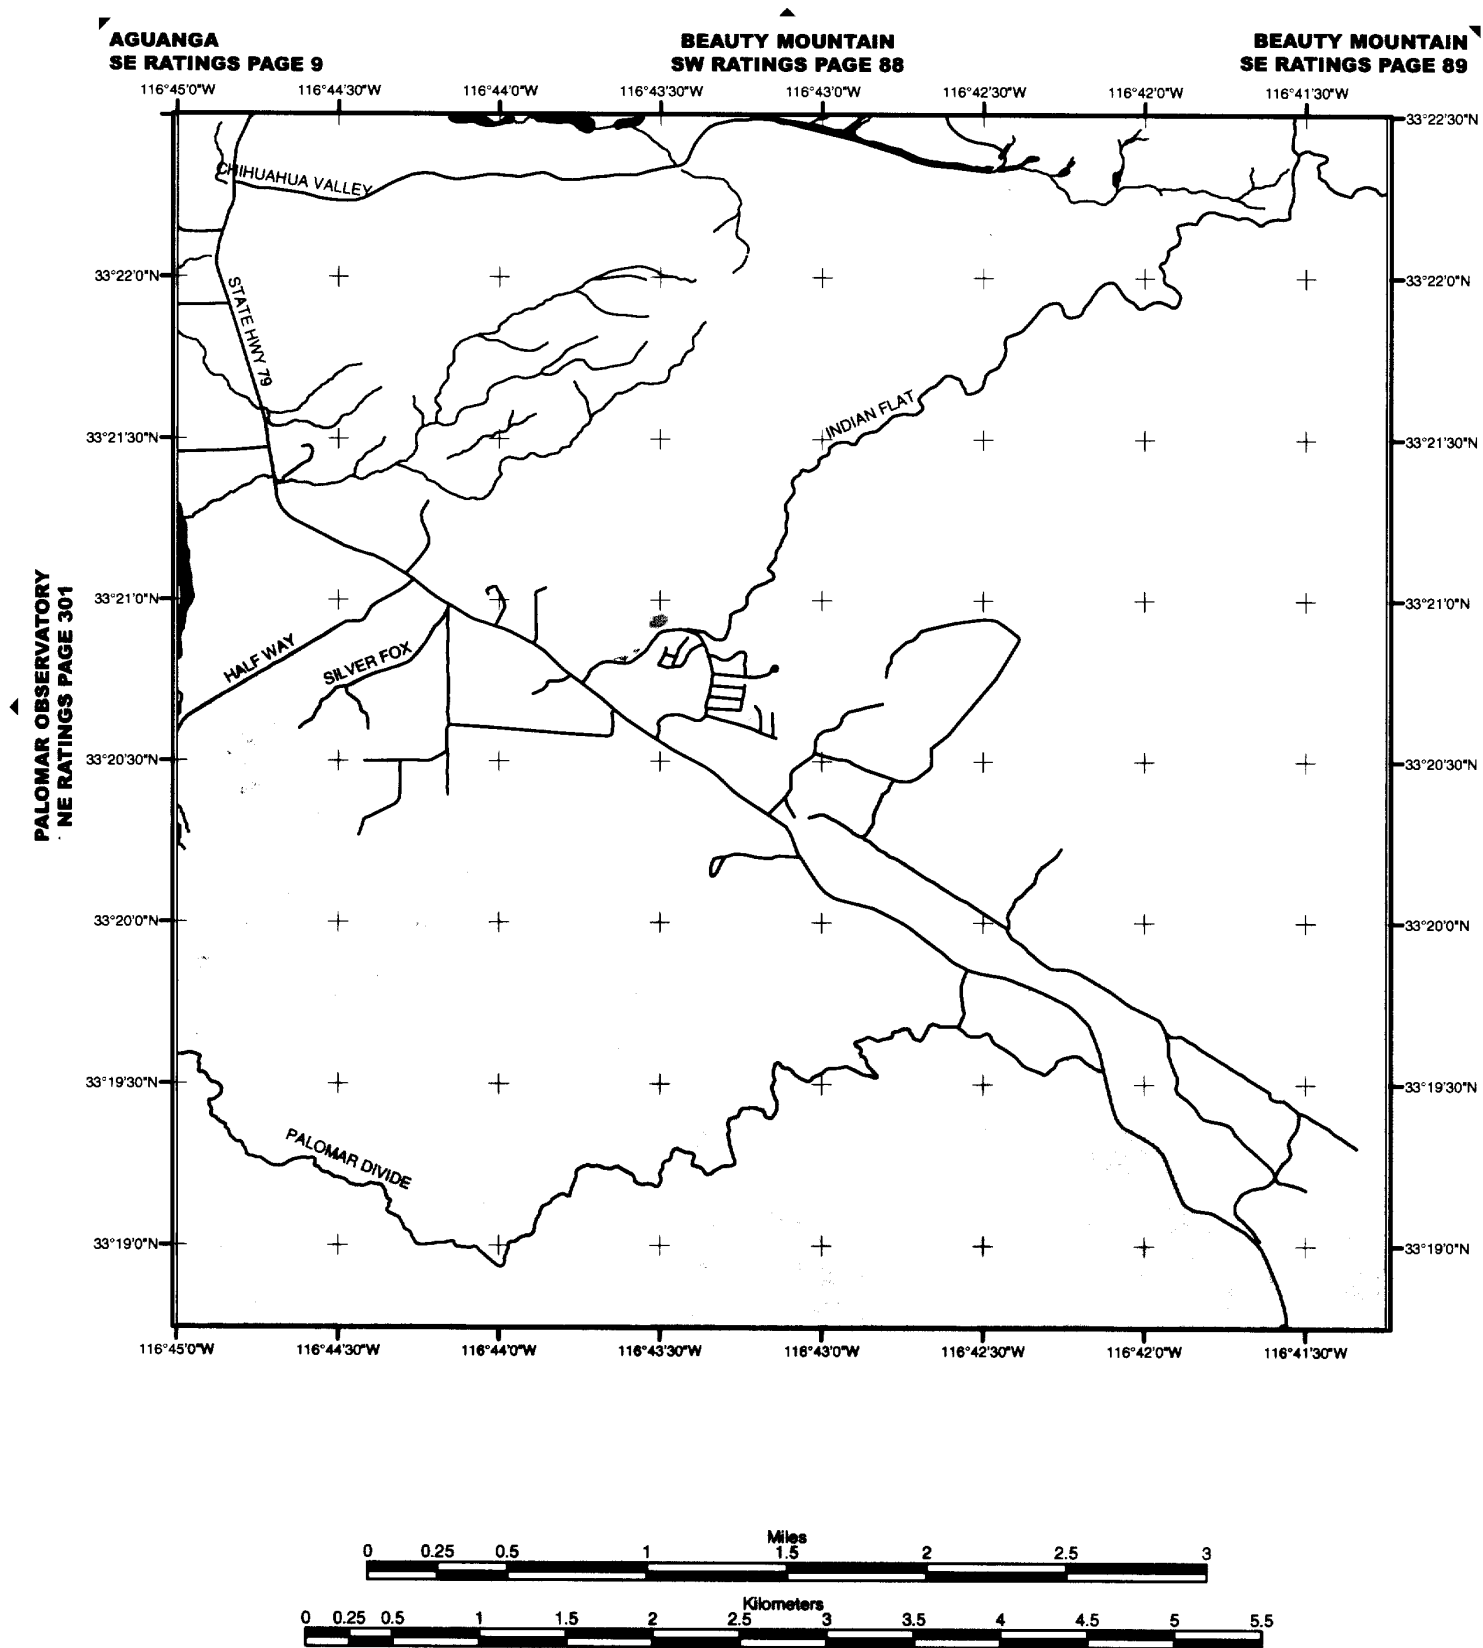 AGUANGA
SE RATINGS PAGE 9
BEAUTY MOUNTAIN
SW RATINGS PAGE 88
BEAUTY MOUNTAIN
SE RATINGS PAGE 89
116°45'0"W 116°44'30"W 116°44'0"W 116°43'30"W 116°43'0"W 116°42'30"W 116°42'0"W 116°41'30"W
33°22'30"N
CHIHUAHUA VALLEY
33°22'0"N
33°22'0"N
STATE HWY 79
INDIAN FLAT
33°21'30"N
33°21'30"N
PALOMAR OBSERVATORY
NE RATINGS PAGE 301
33°21'0"N
33°21'0"N
HALF WAY
SILVER FOX
33°20'30"N
33°20'30"N
33°20'0"N
33°20'0"N
33°19'30"N
33°19'30"N
PALOMAR DIVIDE
33°19'0"N
33°19'0"N
116°45'0"W 116°44'30"W 116°44'0"W 116°43'30"W 116°43'0"W 116°42'30"W 116°42'0"W 116°41'30"W
Miles
0 0.25 0.5 1 1.5 2 2.5 3
Kilometers
0 0.25 0.5 1 1.5 2 2.5 3 3.5 4 4.5 5 5.5